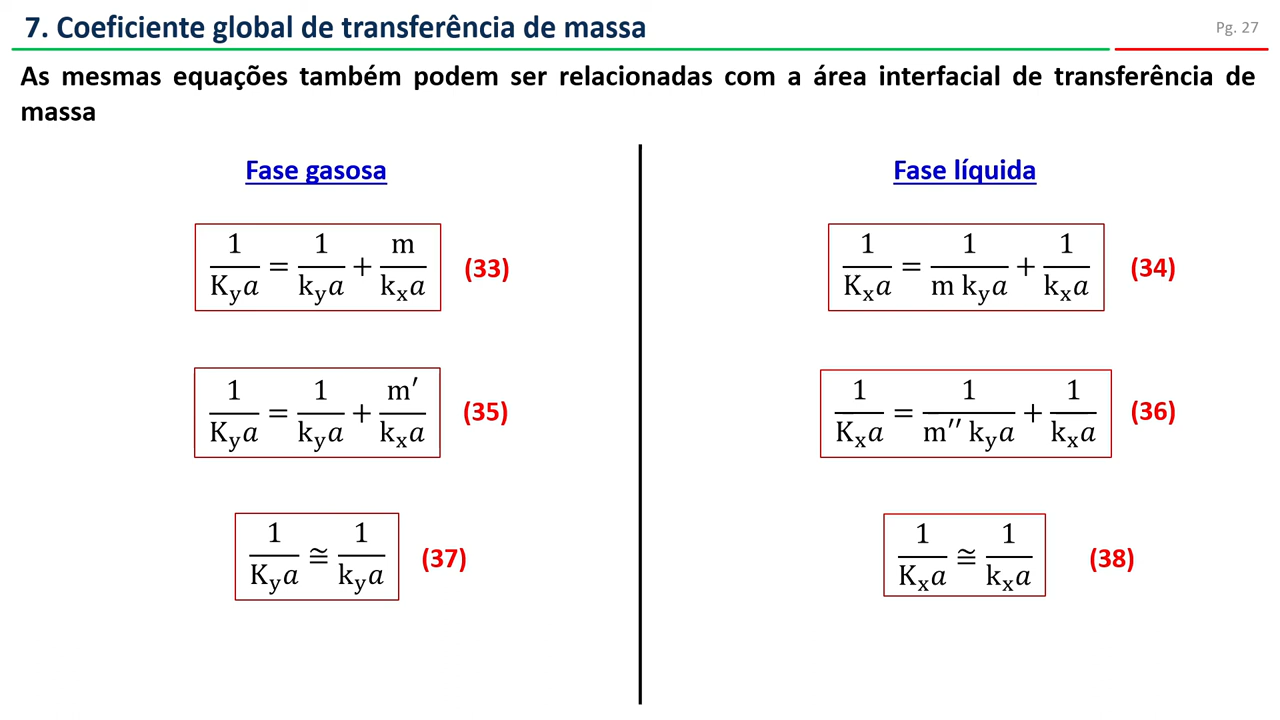 7. Coeficiente global de transferência de massa
Pg. 27
As mesmas equações também podem ser relacionadas com a área interfacial de transferência de
massa
Fase gasosa
1/(K_y a) = 1/(k_y a) + m/(k_x a) (33)
1/(K_y a) = 1/(k_y a) + m′/(k_x a) (35)
1/(K_y a) ≅ 1/(k_y a) (37)
Fase líquida
1/(K_x a) = 1/(m k_y a) + 1/(k_x a) (34)
1/(K_x a) = 1/(m′′ k_y a) + 1/(k_x a) (36)
1/(K_x a) ≅ 1/(k_x a) (38)